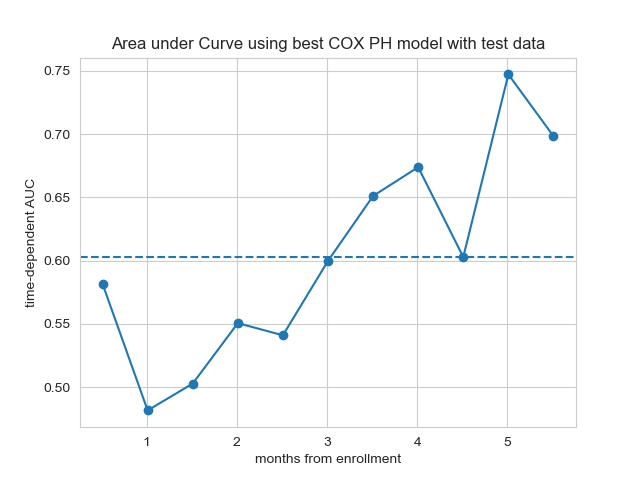 Area under Curve using best COX PH model with test data
0.75
0.70
0.65
0.60
0.55
0.50
time-dependent AUC
1 2 3 4 5
months from enrollment